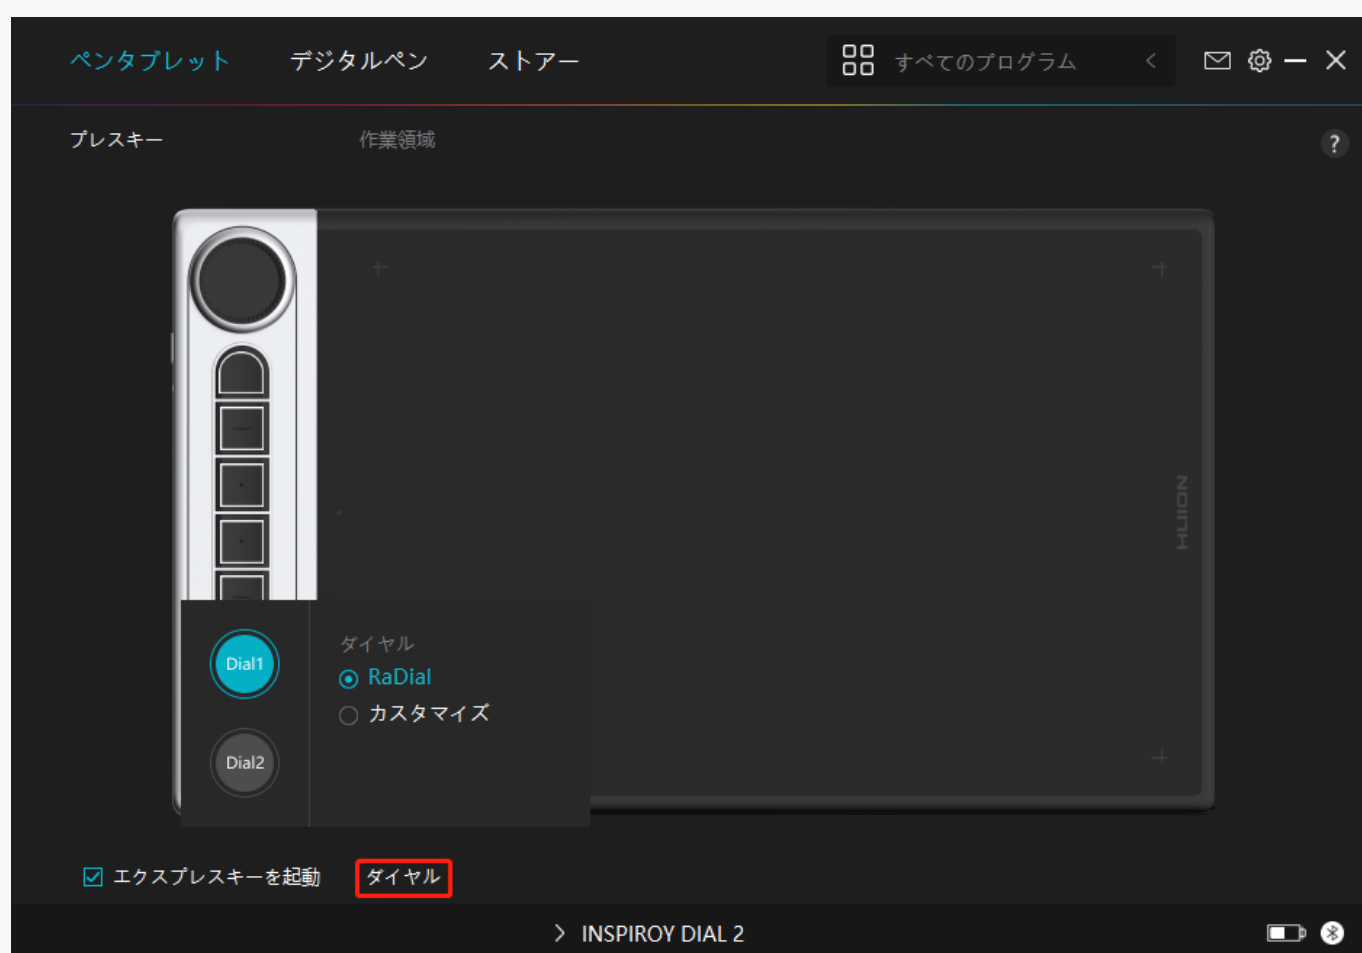 ペンタブレット デジタルペン ストアー すべてのプログラム
プレスキー 作業領域
?
HUION
ダイヤル
Dial1
RaDial
カスタマイズ
Dial2
エクスプレスキーを起動 ダイヤル
> INSPIROY DIAL 2